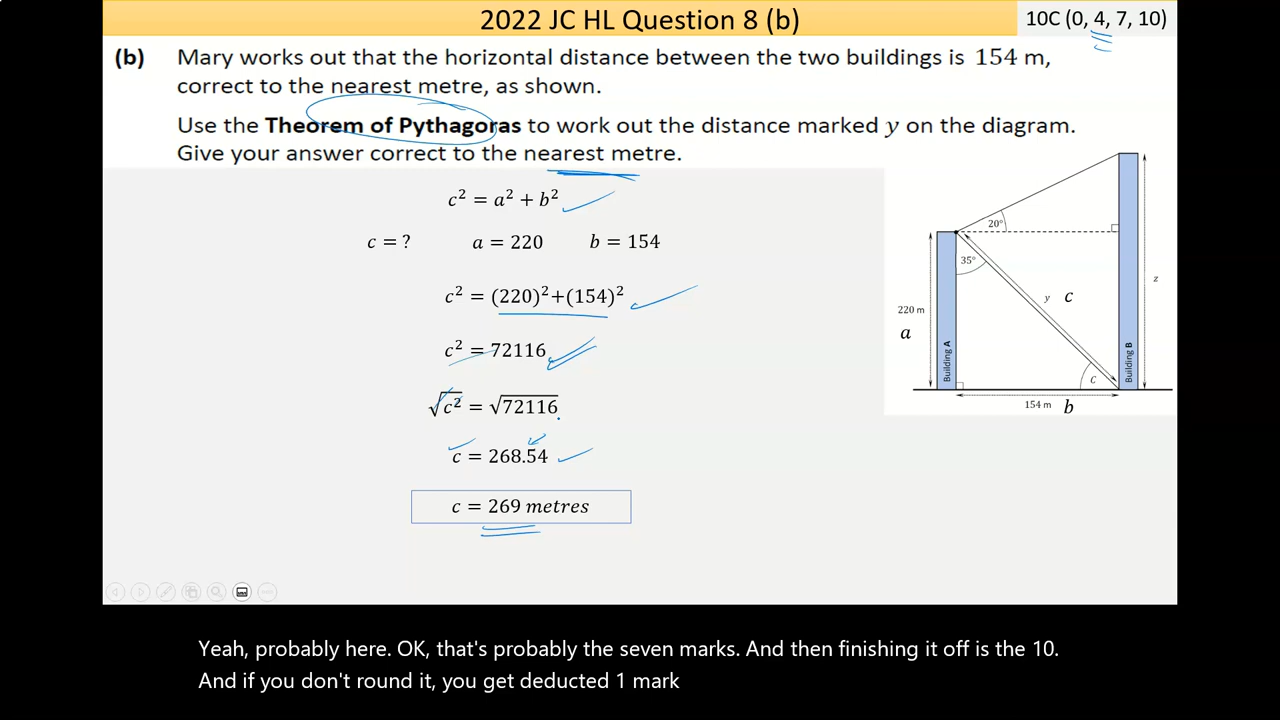 2022 JC HL Question 8 (b)
10C (0, 4, 7, 10)
(b) Mary works out that the horizontal distance between the two buildings is 154 m,
correct to the nearest metre, as shown.
Use the Theorem of Pythagoras to work out the distance marked y on the diagram.
Give your answer correct to the nearest metre.
c² = a² + b²
c = ? a = 220 b = 154
c² = (220)²+(154)²
c² = 72116
√c² = √72116
c = 268.54
c = 269 metres
20°
35°
z
y c
220 m
a
Building A
Building B
C
154 m b
Yeah, probably here. OK, that's probably the seven marks. And then finishing it off is the 10.
And if you don't round it, you get deducted 1 mark